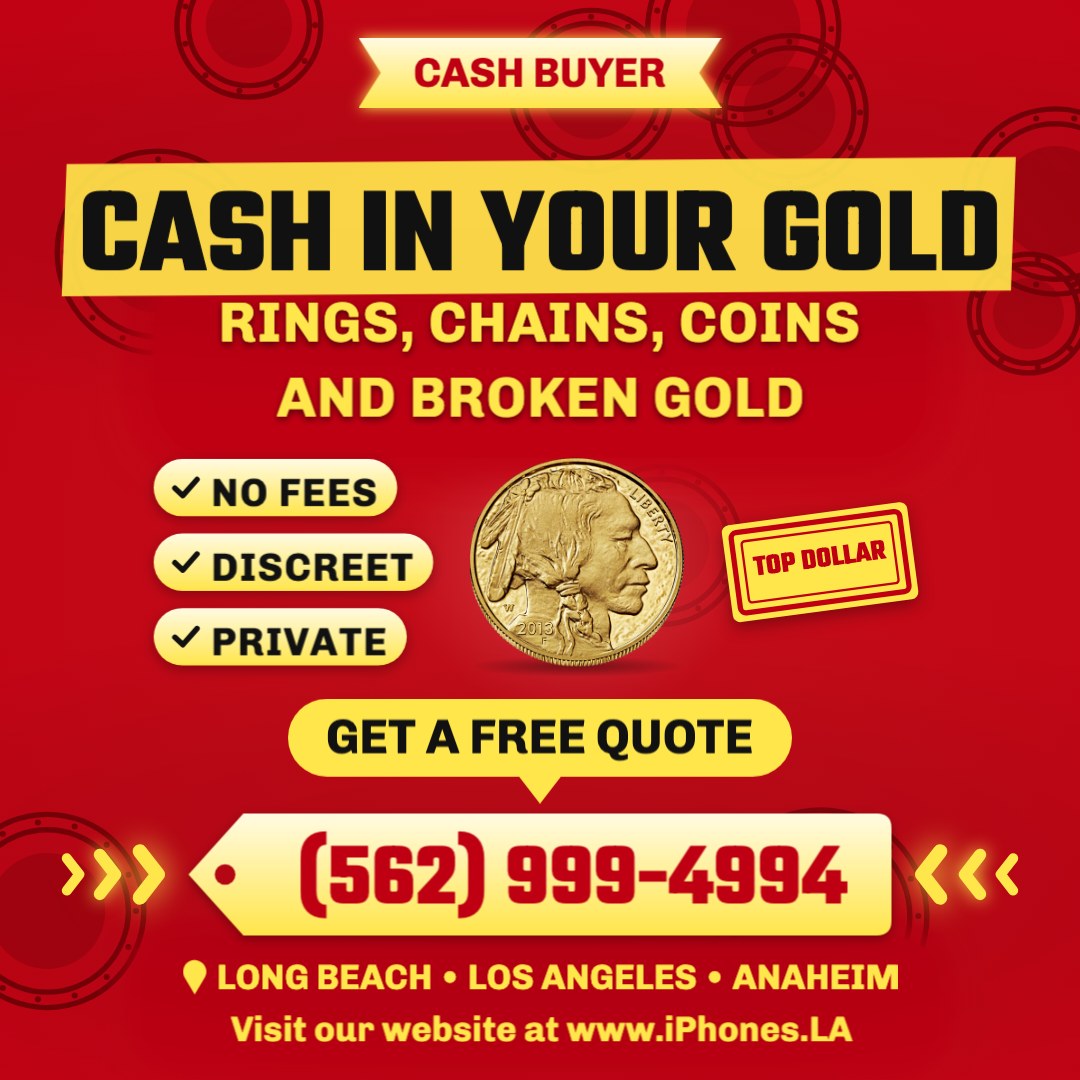 CASH BUYER
CASH IN YOUR GOLD
RINGS, CHAINS, COINS
AND BROKEN GOLD
NO FEES
DISCREET
PRIVATE
LIBERTY
W
2013
F
TOP DOLLAR
GET A FREE QUOTE
(562) 999-4994
LONG BEACH • LOS ANGELES • ANAHEIM
Visit our website at www.iPhones.LA